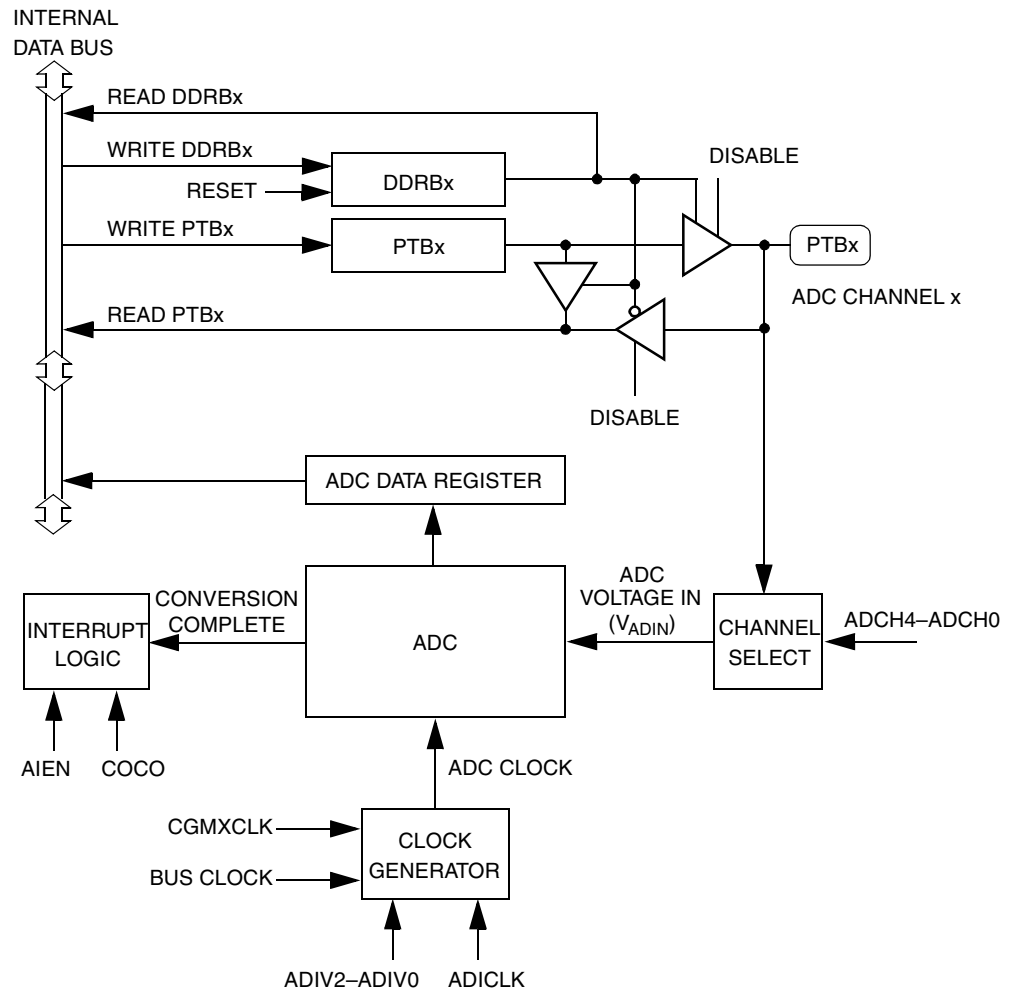 INTERNAL
DATA BUS
READ DDRBx
WRITE DDRBx
DISABLE
DDRBx
RESET
WRITE PTBx
PTBx
PTBx
ADC CHANNEL x
READ PTBx
DISABLE
ADC DATA REGISTER
ADC
VOLTAGE IN
(VADIN)
CONVERSION
COMPLETE
INTERRUPT
LOGIC
ADC
CHANNEL
SELECT
ADCH4–ADCH0
AIEN
COCO
ADC CLOCK
CGMXCLK
CLOCK
GENERATOR
BUS CLOCK
ADIV2–ADIV0
ADICLK